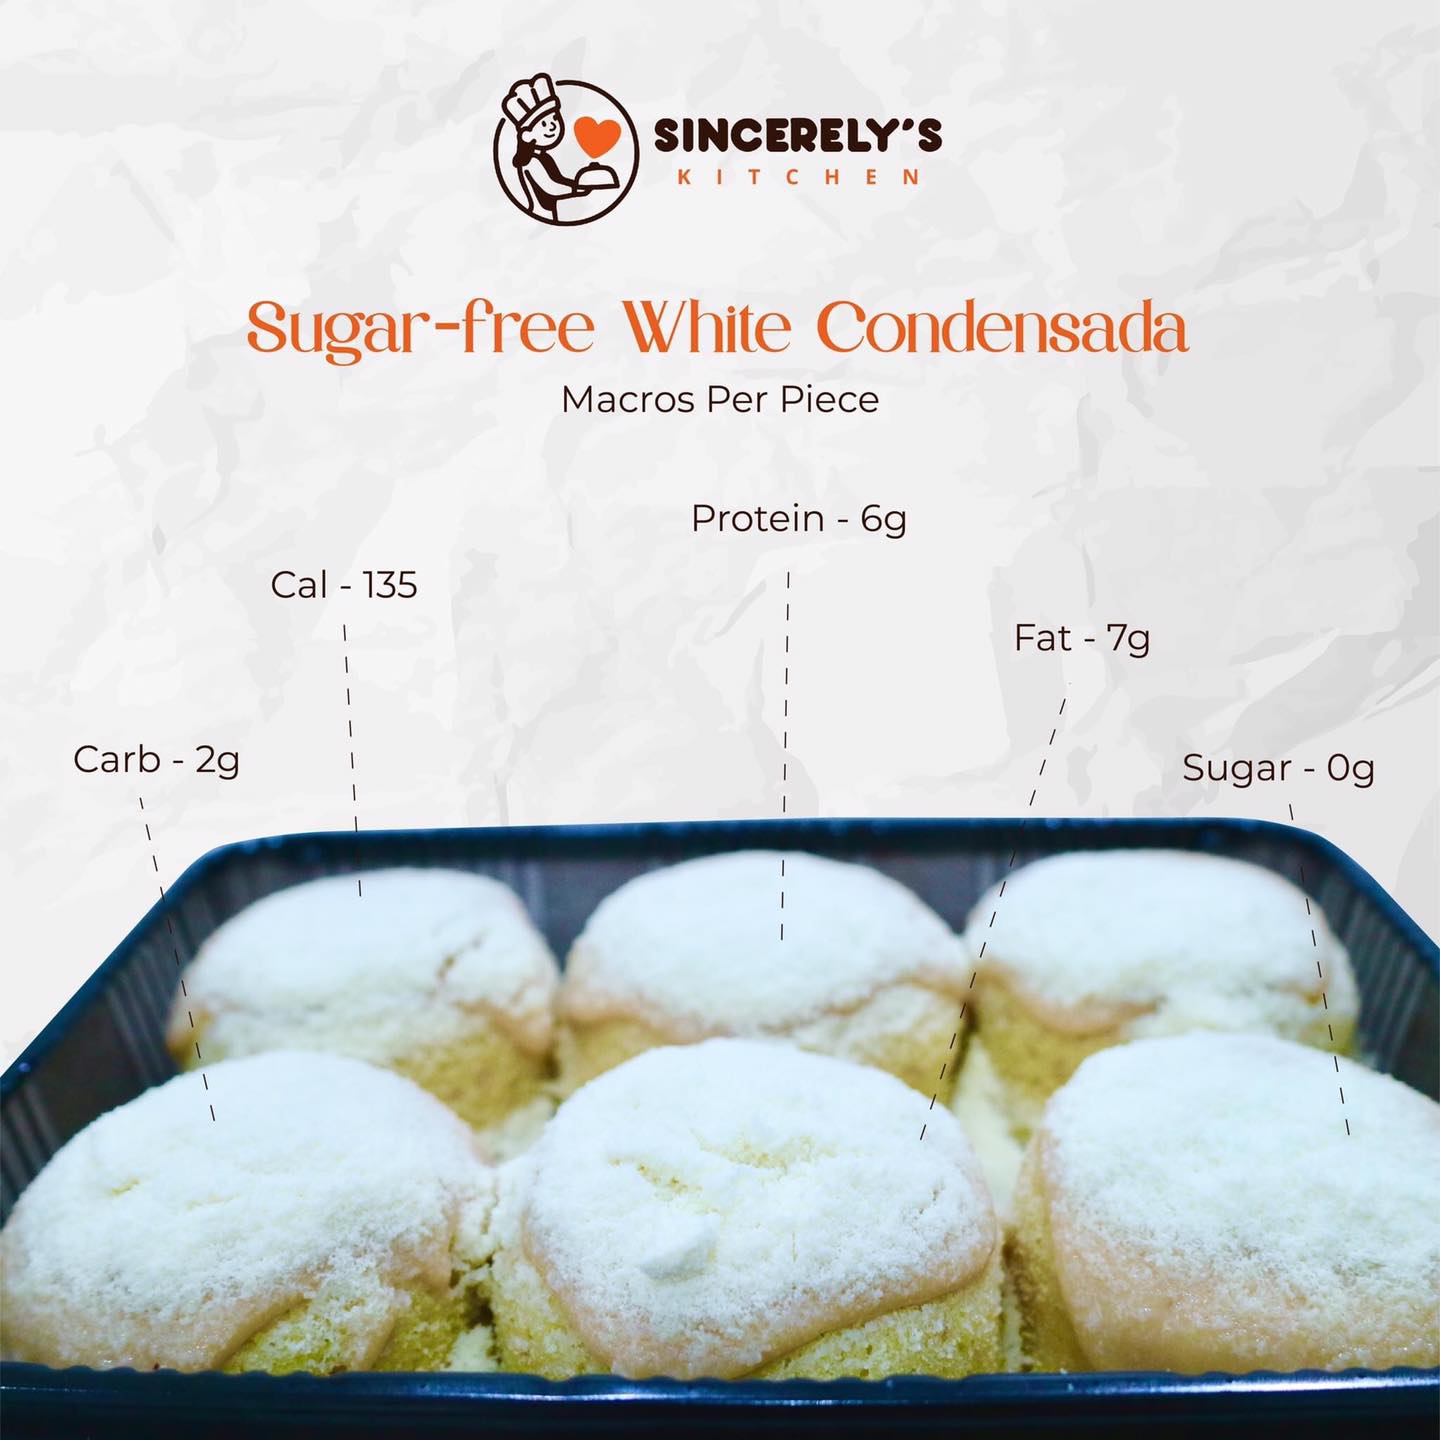 SINCERELY'S
KITCHEN
Sugar-free White Condensada
Macros Per Piece
Protein - 6g
Cal - 135
Fat - 7g
Carb - 2g
Sugar - 0g